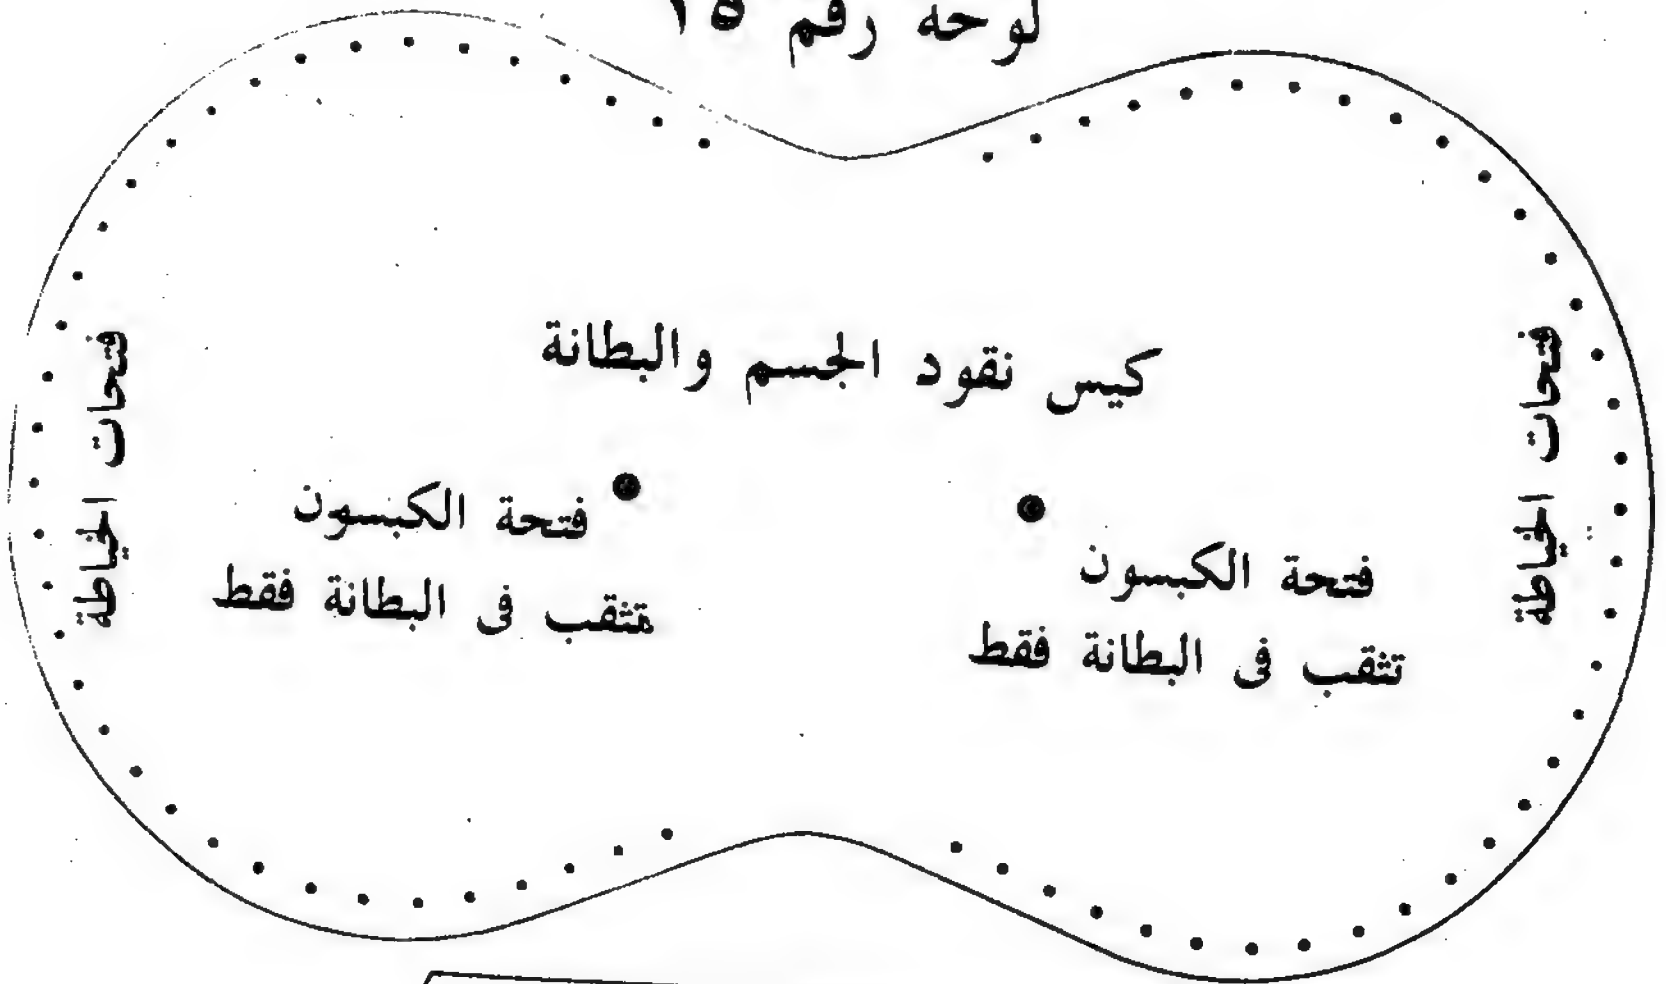 لوحة رقم ١٥
كيس نقود الجسم والبطانة
فتحة الكبسون
تثقب فى البطانة فقط
فتحة الكبسون
تثقب فى البطانة فقط
فتحات الخياطة
فتحات الخياطة